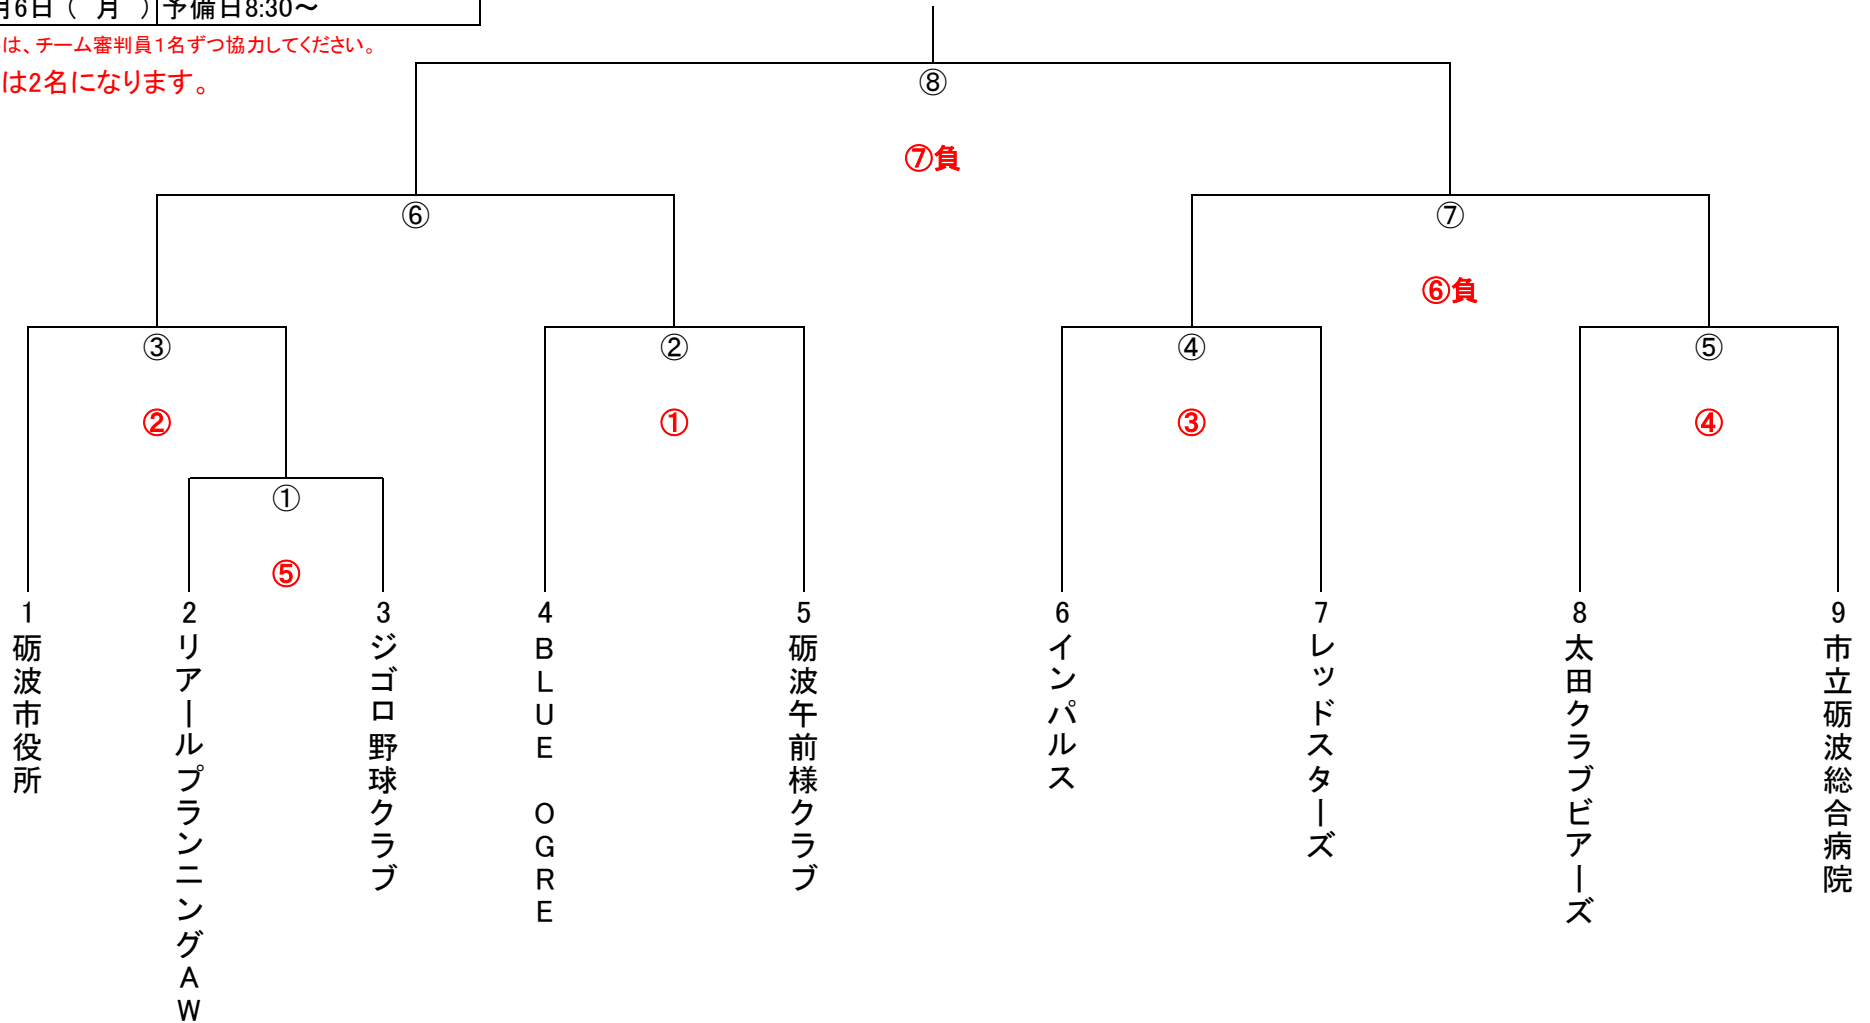 月6日（ 月 ） 予備日8:30～
は、チーム審判員1名ずつ協力してください。
は2名になります。
⑧
⑦負
⑥
⑦
⑥負
③
②
④
⑤
②
①
③
④
①
⑤
1 砺波市役所
2 リアールプランニングAW
3 ジゴロ野球クラブ
4 BLUE OGRE
5 砺波午前様クラブ
6 インパルス
7 レッドスターズ
8 太田クラブビアーズ
9 市立砺波総合病院